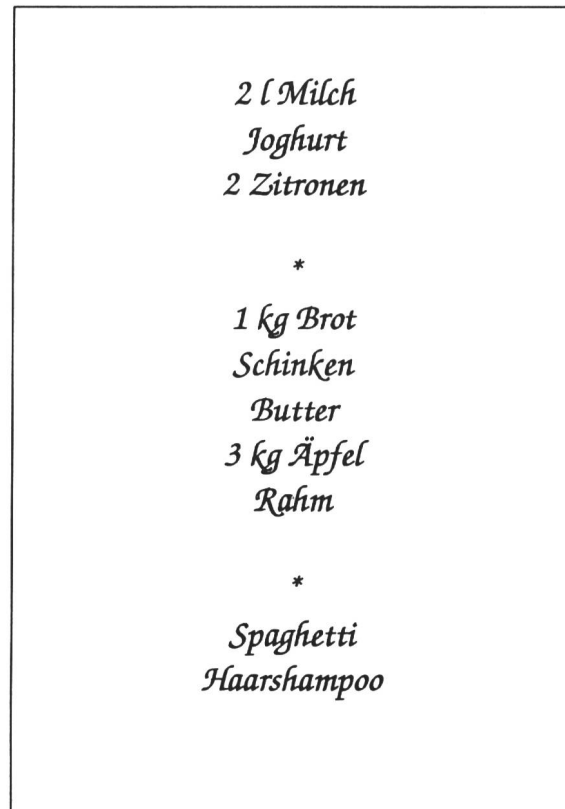 2 l Milch
Joghurt
2 Zitronen
*
1 kg Brot
Schinken
Butter
3 kg Äpfel
Rahm
*
Spaghetti
Haarshampoo